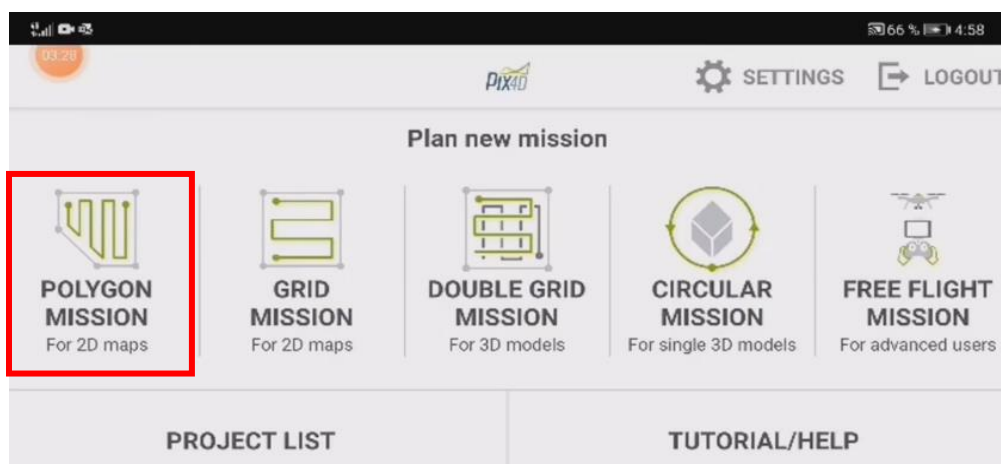 66 % 4:58
03:28
PIX4D
SETTINGS
LOGOUT
Plan new mission
POLYGON
MISSION
For 2D maps
GRID
MISSION
For 2D maps
DOUBLE GRID
MISSION
For 3D models
CIRCULAR
MISSION
For single 3D models
FREE FLIGHT
MISSION
For advanced users
PROJECT LIST
TUTORIAL/HELP